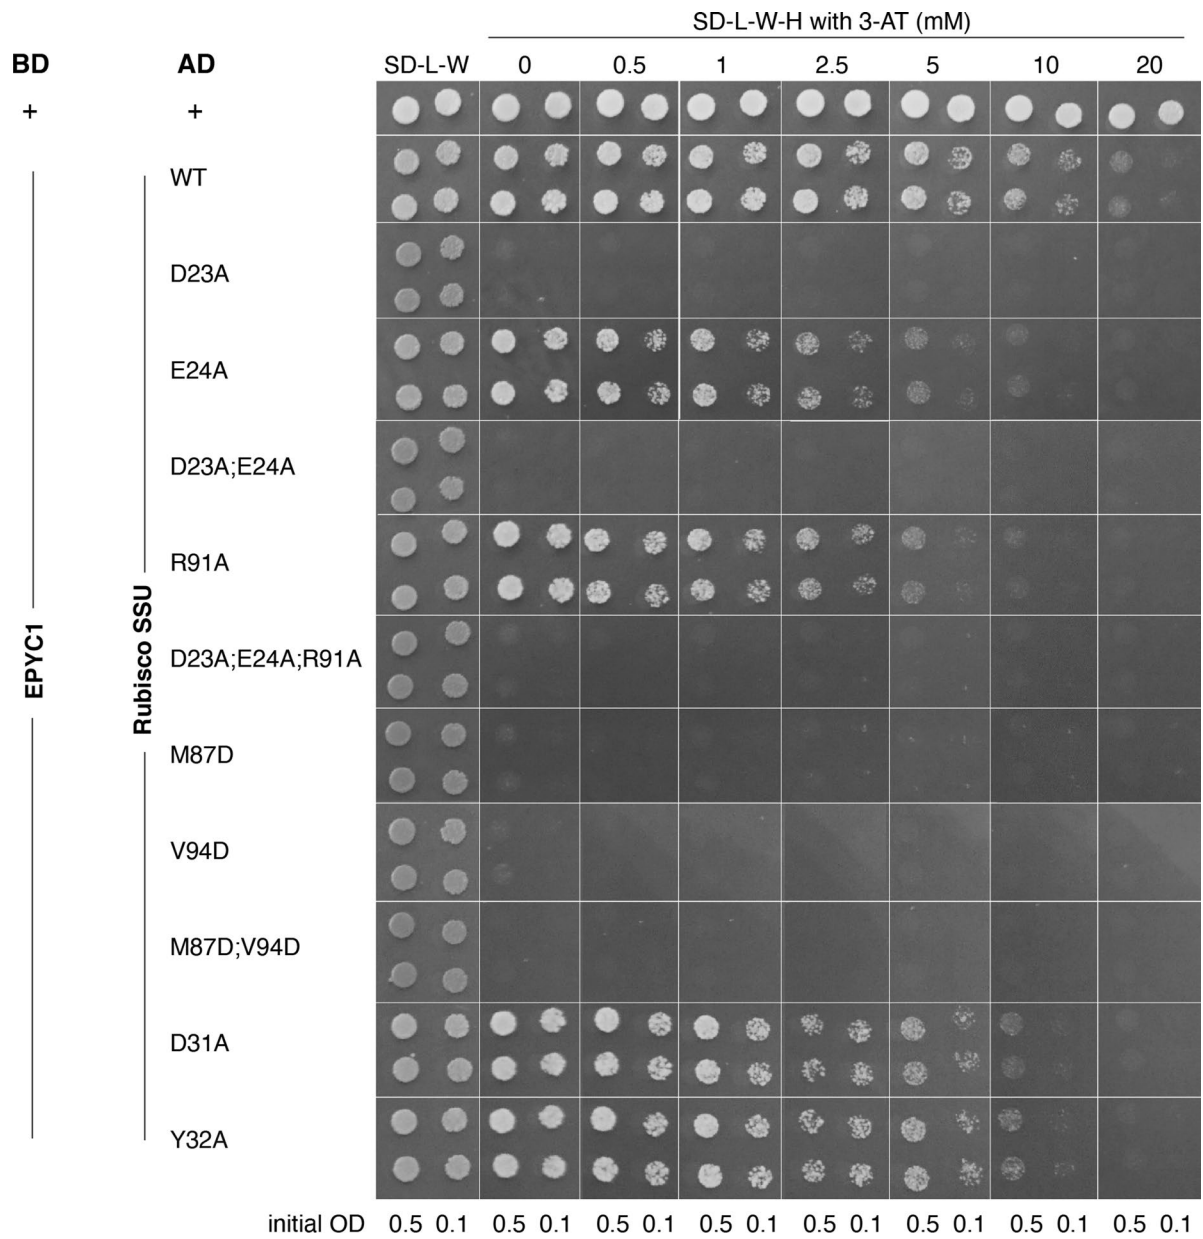 SD-L-W-H with 3-AT (mM)
BD AD SD-L-W 0 0.5 1 2.5 5 10 20
+ +
WT
D23A
E24A
D23A;E24A
R91A
D23A;E24A;R91A
M87D
V94D
M87D;V94D
D31A
Y32A
EPYC1
Rubisco SSU
initial OD 0.5 0.1 0.5 0.1 0.5 0.1 0.5 0.1 0.5 0.1 0.5 0.1 0.5 0.1 0.5 0.1